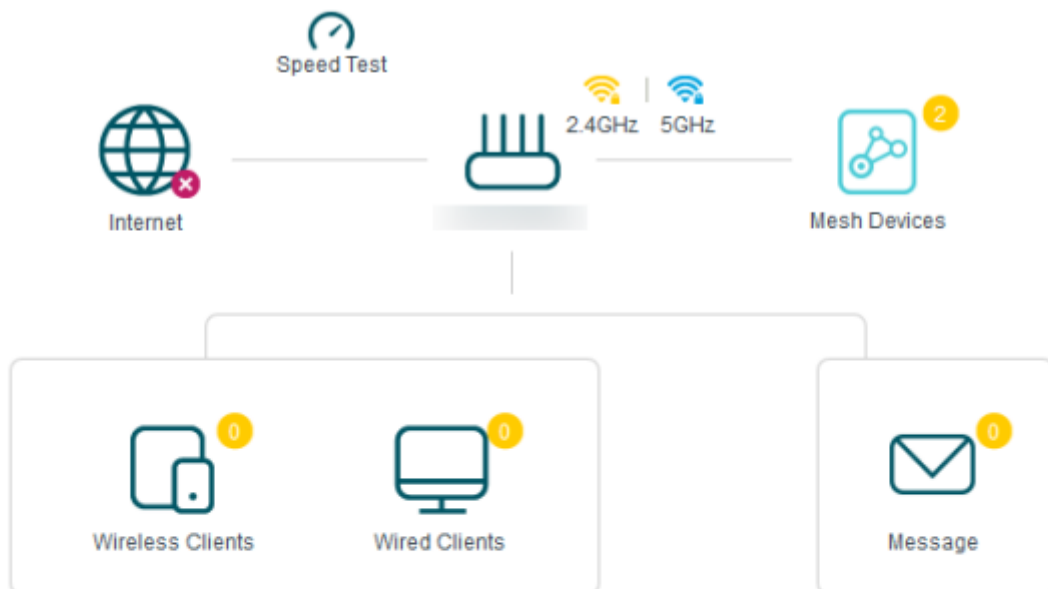 Speed Test
2.4GHz
5GHz
2
Internet
Mesh Devices
0
0
0
Wireless Clients
Wired Clients
Message